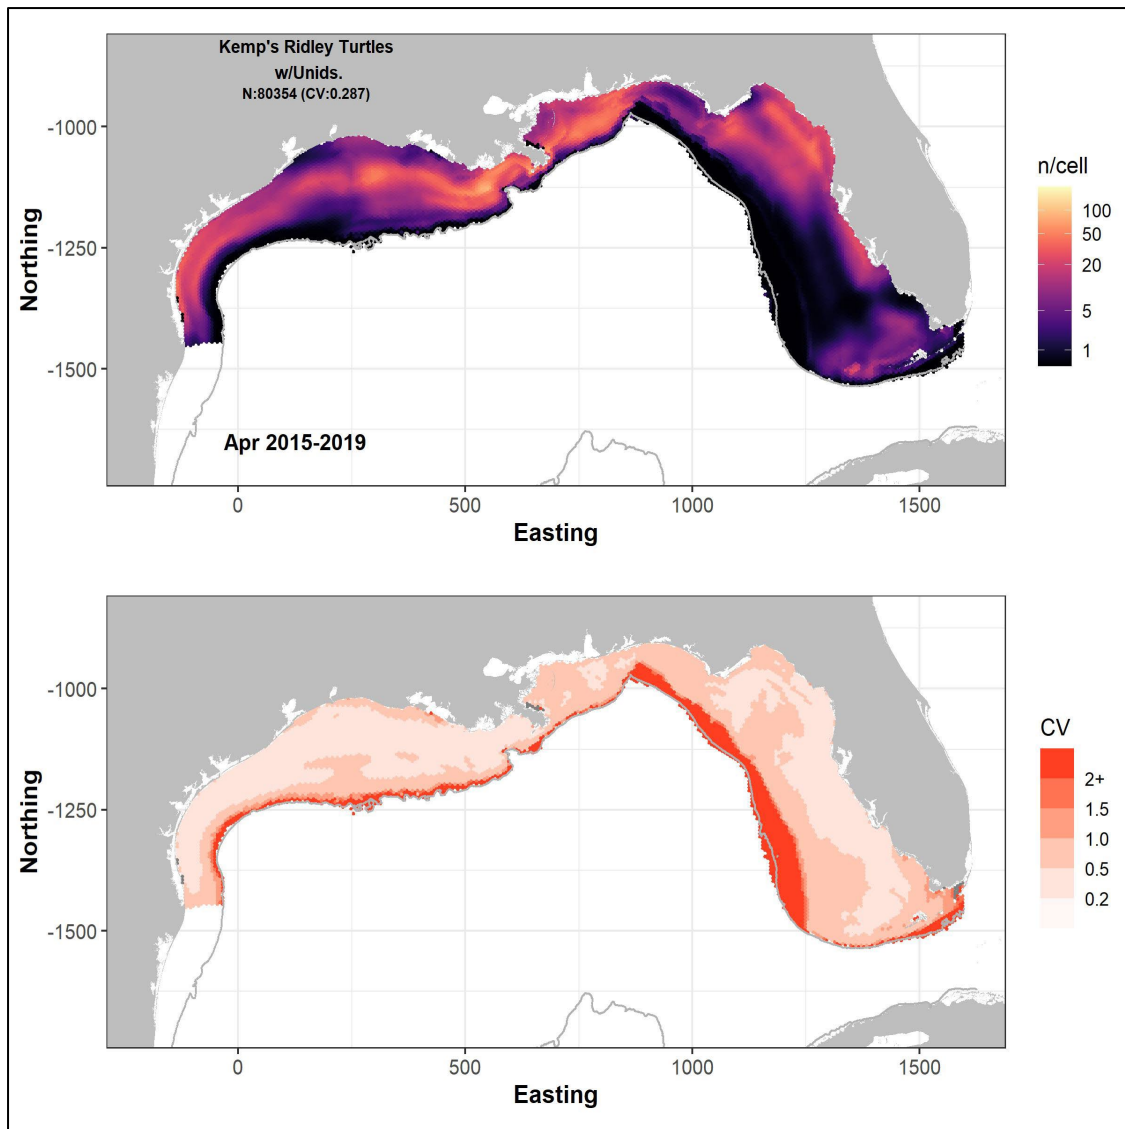 Kemp's Ridley Turtles
w/Unids.
N:80354 (CV:0.287)
-1000
-1250
-1500
Northing
Apr 2015-2019
0 500 1000 1500
Easting
n/cell
100
50
20
5
1
-1000
-1250
-1500
Northing
0 500 1000 1500
Easting
CV
2+
1.5
1.0
0.5
0.2